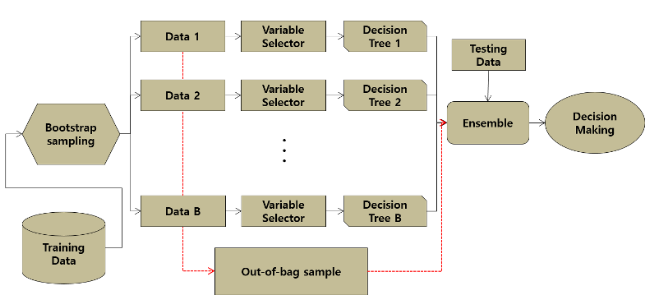 Data 1
Variable
Selector
Decision
Tree 1
Testing
Data
Data 2
Variable
Selector
Decision
Tree 2
Bootstrap
sampling
Ensemble
Decision
Making
Data B
Variable
Selector
Decision
Tree B
Training
Data
Out-of-bag sample